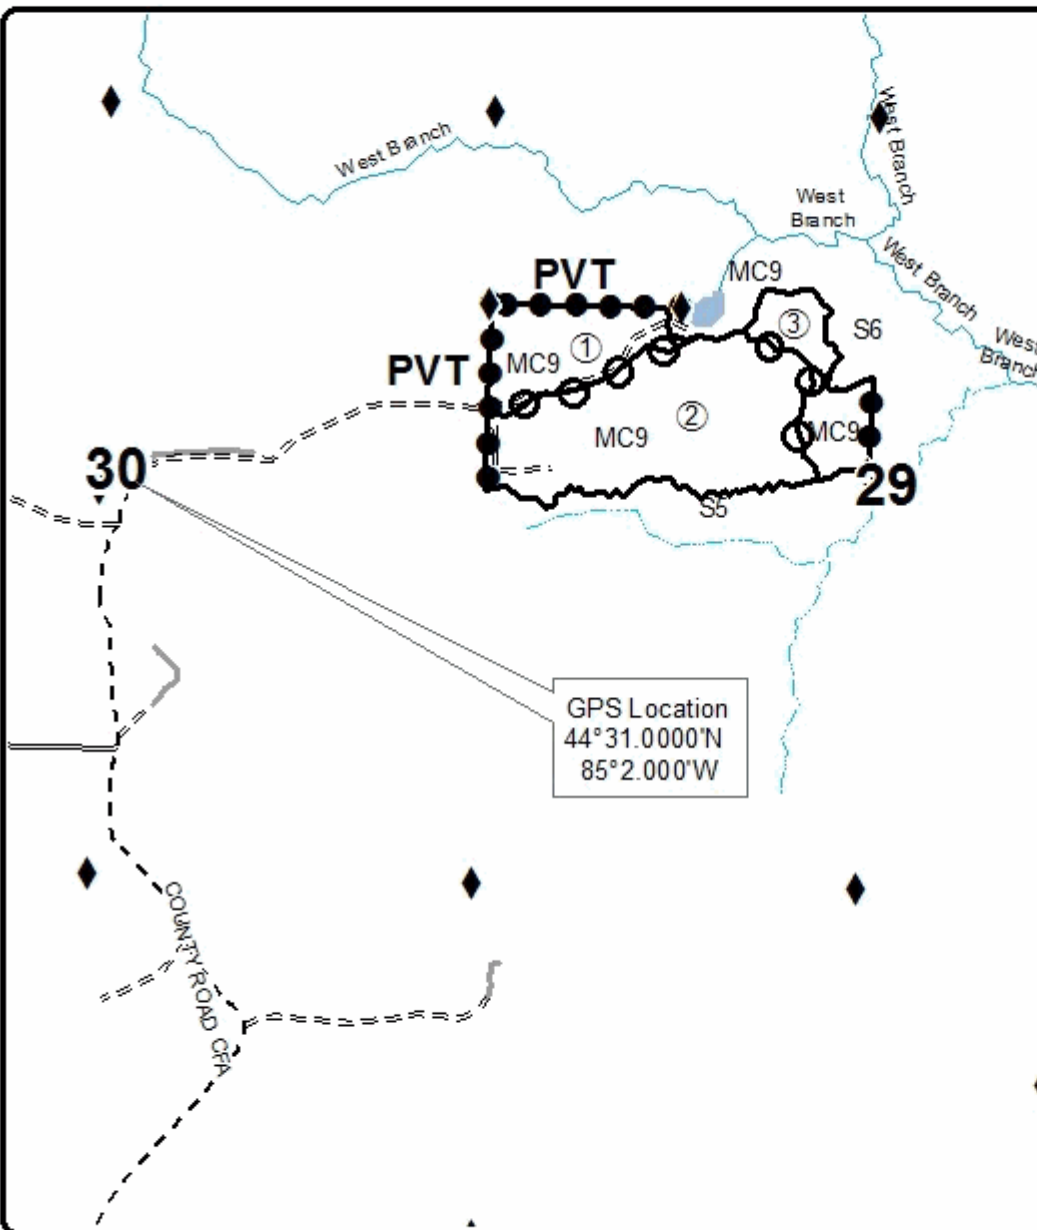 West Branch
West Branch
West
Branch
West Branch
West
Branch
PVT
MC9
3
S6
1
MC9
PVT
2
MC9
MC9
30
29
S5
GPS Location
44°31.0000'N
85°2.000'W
COUNTY ROAD CFA